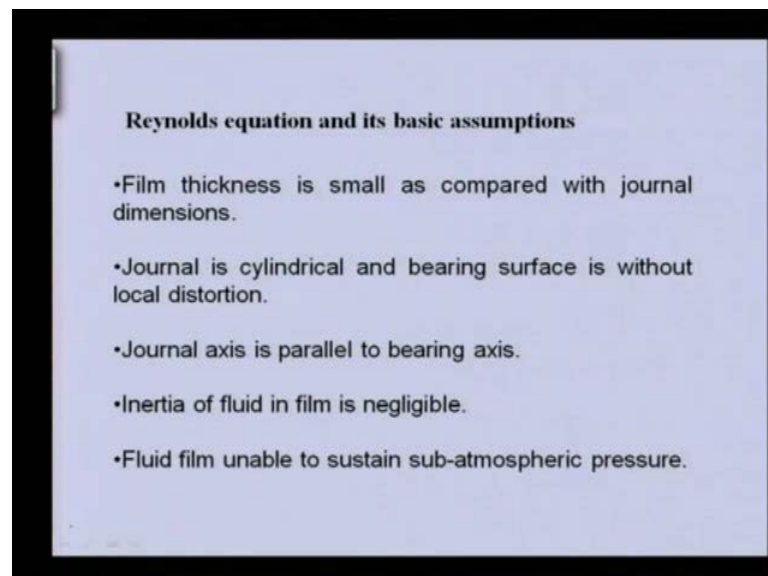 Reynolds equation and its basic assumptions
•Film thickness is small as compared with journal
dimensions.
•Journal is cylindrical and bearing surface is without
local distortion.
•Journal axis is parallel to bearing axis.
•Inertia of fluid in film is negligible.
•Fluid film unable to sustain sub-atmospheric pressure.